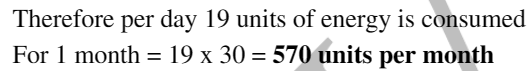 Therefore per day 19 units of energy is consumed
For 1 month = 19 x 30 = 570 units per month